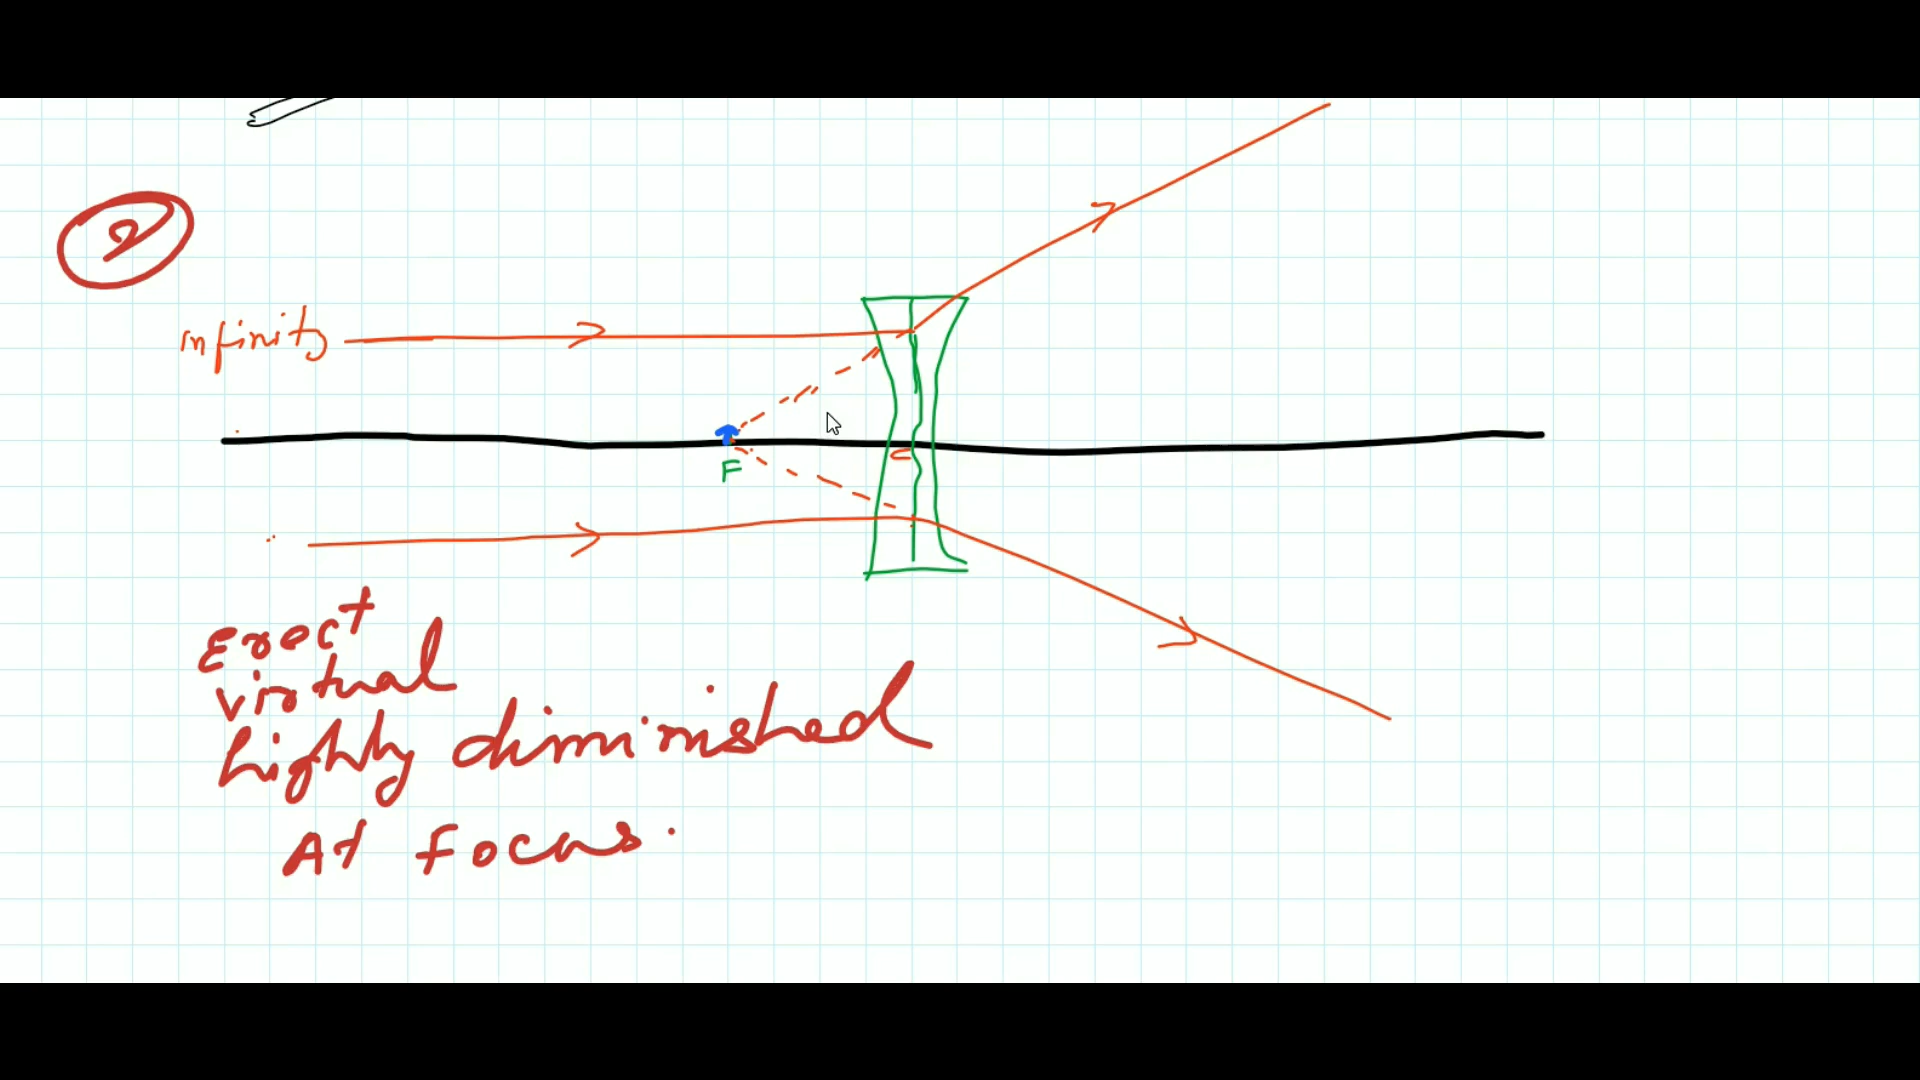 2
infinity
F
C
Erect
virtual
highly diminished
At focus.